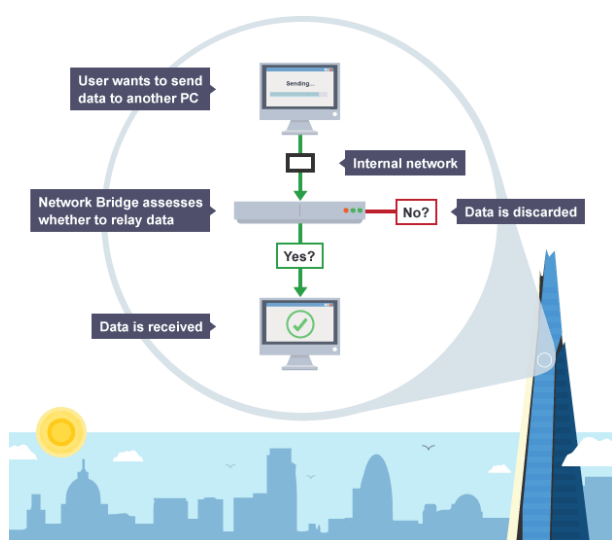 User wants to send
data to another PC
Sending...
Internal network
Network Bridge assesses
whether to relay data
No?
Data is discarded
Yes?
Data is received